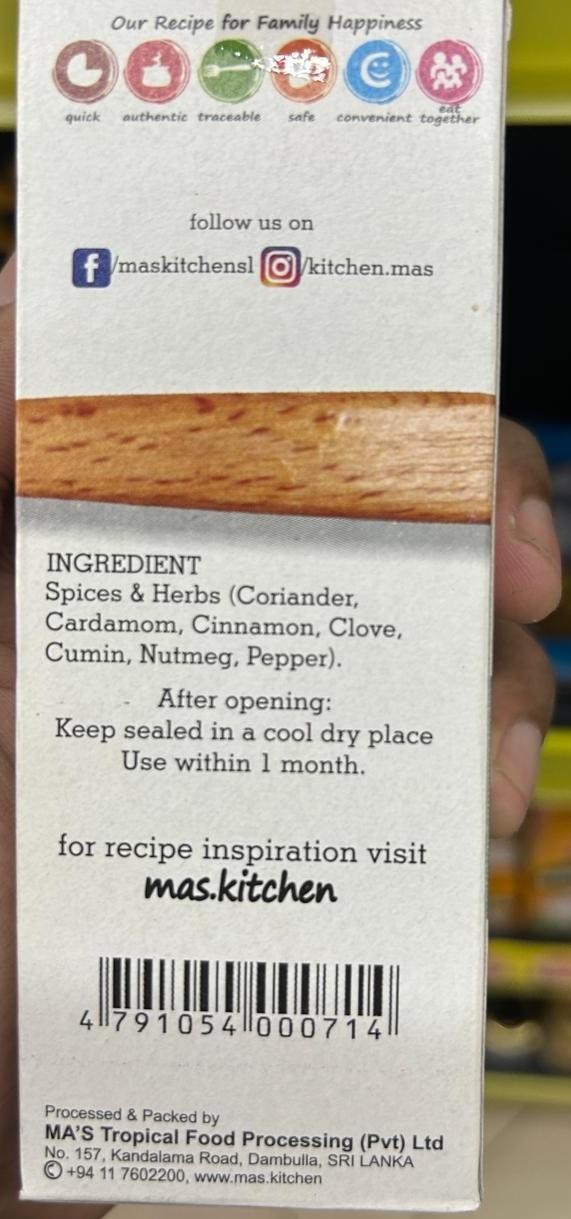 Our Recipe for Family Happiness
quick authentic traceable safe convenient eat together
follow us on
/maskitchensl /kitchen.mas
INGREDIENT
Spices & Herbs (Coriander,
Cardamom, Cinnamon, Clove,
Cumin, Nutmeg, Pepper).
After opening:
Keep sealed in a cool dry place
Use within 1 month.
for recipe inspiration visit
mas.kitchen
4 791054 000714
Processed & Packed by
MA'S Tropical Food Processing (Pvt) Ltd
No. 157, Kandalama Road, Dambulla, SRI LANKA
+94 11 7602200, www.mas.kitchen